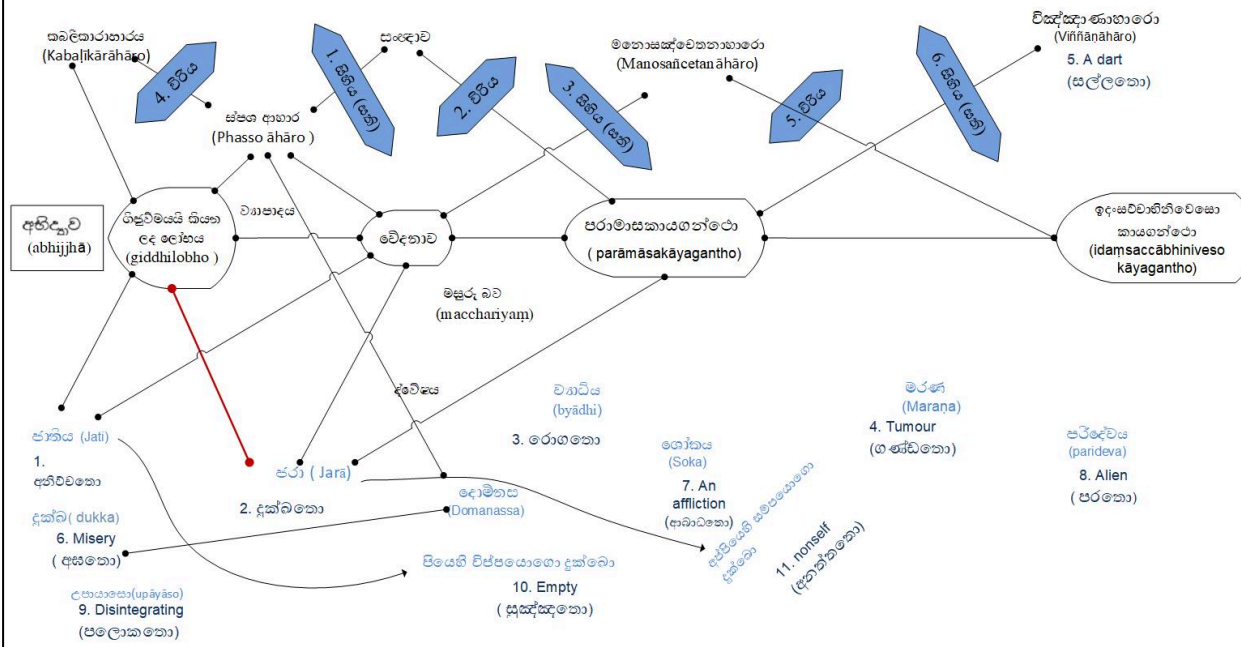 කබලිකාරාහාරය
(Kabaḷīkārāhāro)
4. විරිය
1. සිහිය (සති)
සංඥාව
ස්පශ ආහාර
(Phasso āhāro )
2. විරිය
3. සිහිය (සති)
මනොසඤ්චෙතනාහාරො
(Manosañcetanāhāro)
5. විරිය
6. සිහිය (සති)
විඤ්ඤාණාහාරො
(Viññāṇāhāro)
5. A dart
(සල්ලතො)
අභිද්‍යාව
(abhijjhā)
ගිජුවීමයයි කියන
ලද ලෝභය
(giddhilobho )
ව්‍යාපාදය
වේදනාව
පරාමාසකායගන්ථො
( parāmāsakāyagantho)
ඉදංසච්චාභිනිවෙසො
කායගන්ථො
(idaṃsaccābhiniveso
kāyagantho)
මසුරු බව
(macchariyaṃ)
ද්වේෂය
ජාතිය (Jati)
1.
අනිච්චතො
ජරා ( Jarā)
2. දුක්ඛතො
ව්‍යාධිය
(byādhi)
3. රොගතො
මරණ
(Maraṇa)
4. Tumour
(ගණ්ඩතො)
ශෝකය
(Soka)
7. An
affliction
(ආබාධතො)
පරිදේවය
(parideva)
8. Alien
( පරතො)
දුක්ඛ( dukka)
6. Misery
( අඝතො)
දොම්නස
(Domanassa)
අප්පියෙහි සම්පයොගො
දුක්ඛො
11. nonself
(අනත්තතො)
පියෙහි විප්පයොගො දුක්ඛො
10. Empty
( සුඤ්ඤතො)
උපායාසො(upāyāso)
9. Disintegrating
(පලොකතො)